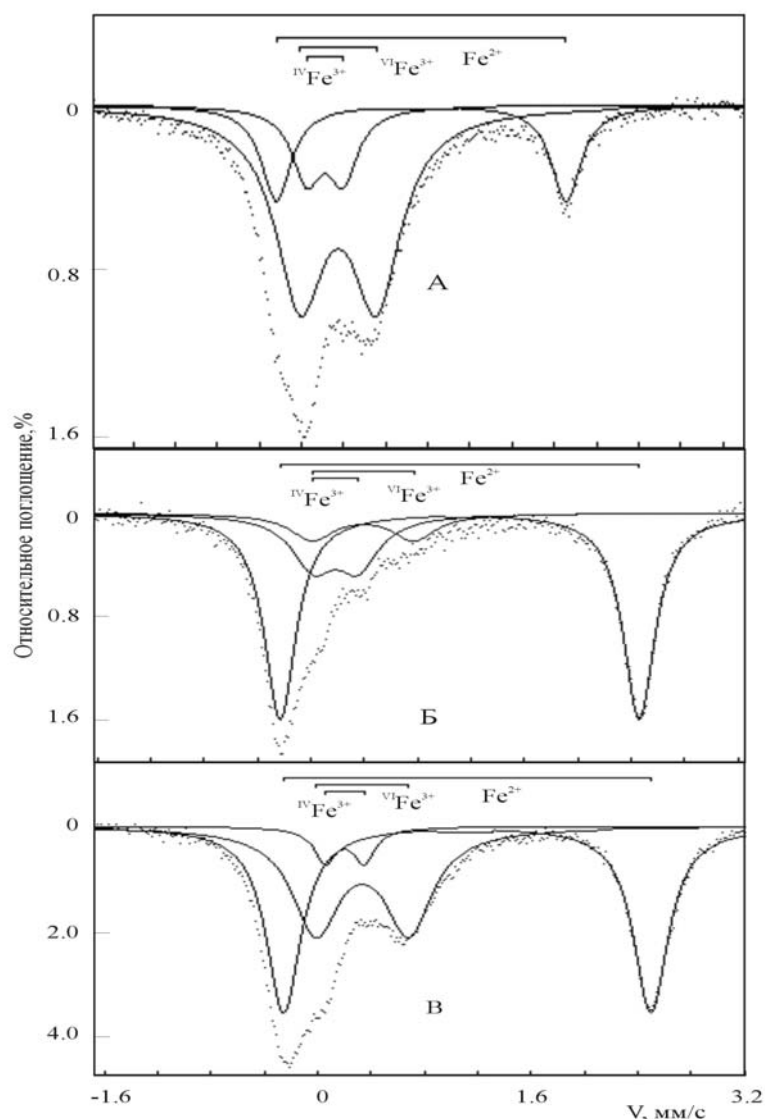 Fe²⁺
ᴵⱽFe³⁺ ⱽᴵFe³⁺
0
0.8
А
1.6
Относительное поглощение,%
Fe²⁺
ᴵⱽFe³⁺ ⱽᴵFe³⁺
0
0.8
1.6
Б
Fe²⁺
ᴵⱽFe³⁺ ⱽᴵFe³⁺
0
2.0
В
4.0
-1.6 0 1.6 3.2
V, мм/с